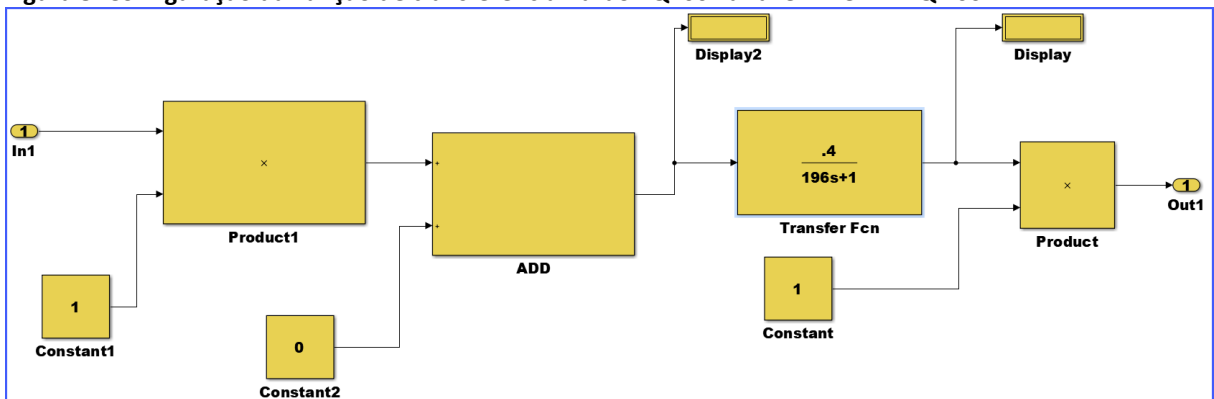 Display2
Display
1
In1
×
Product1
+
+
ADD
.4
196s+1
Transfer Fcn
×
Product
1
Out1
1
Constant1
0
Constant2
1
Constant